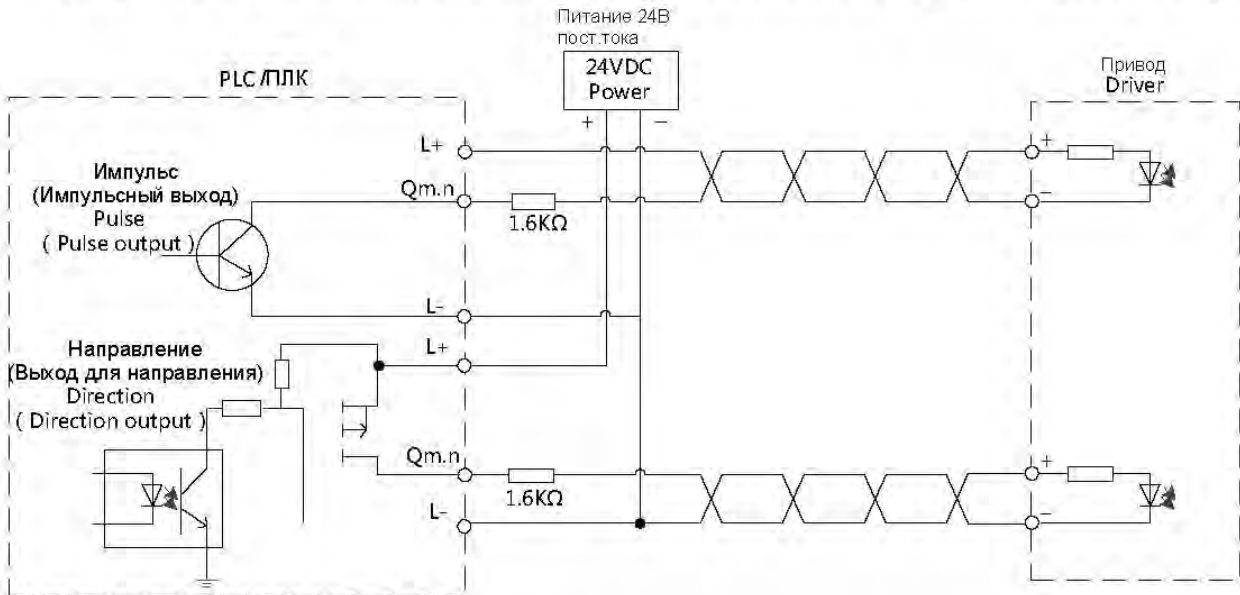 Питание 24В
пост.тока
24VDC
Power
+ −
PLC /ПЛК
Привод
Driver
L+
+
Импульс
(Импульсный выход)
Pulse
( Pulse output )
Qm.n
1.6KΩ
−
L-
L+
Направление
(Выход для направления)
Direction
( Direction output )
Qm.n
1.6KΩ
+
L-
−